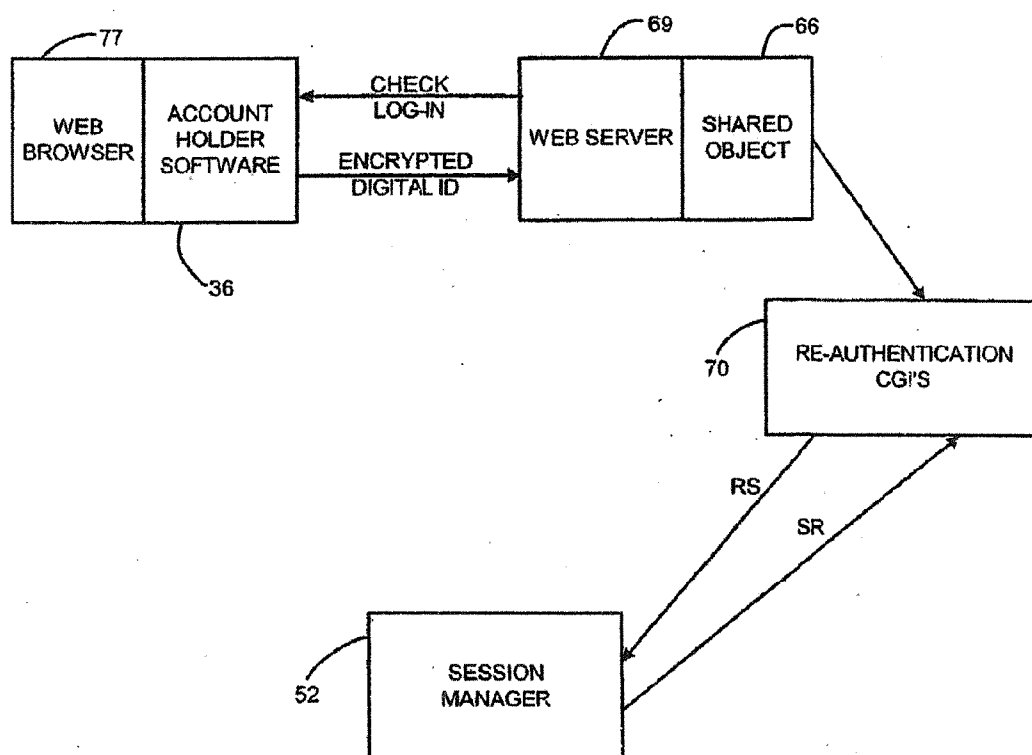 77
69
66
WEB
BROWSER
ACCOUNT
HOLDER
SOFTWARE
CHECK
LOG-IN
ENCRYPTED
DIGITAL ID
WEB SERVER
SHARED
OBJECT
36
70
RE-AUTHENTICATION
CGI'S
RS
SR
52
SESSION
MANAGER